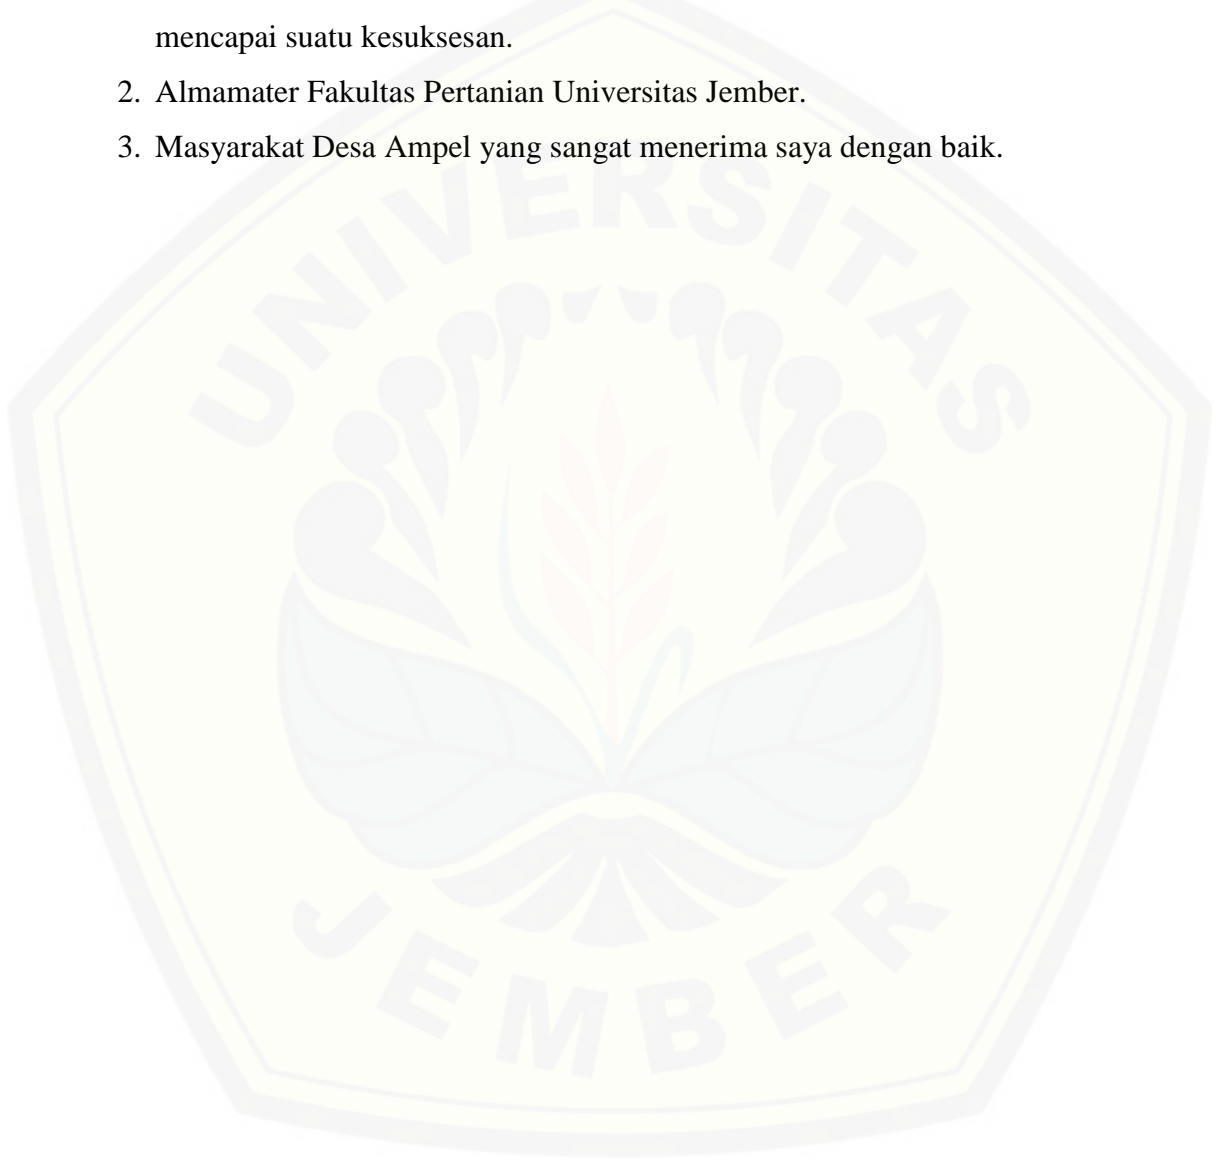 mencapai suatu kesuksesan.
2. Almamater Fakultas Pertanian Universitas Jember.
3. Masyarakat Desa Ampel yang sangat menerima saya dengan baik.
UNIVERSITAS
JEMBER